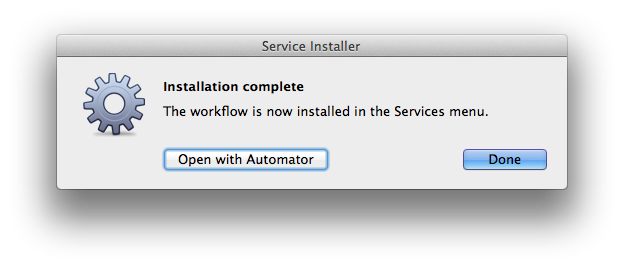 Service Installer
Installation complete
The workflow is now installed in the Services menu.
Open with Automator
Done